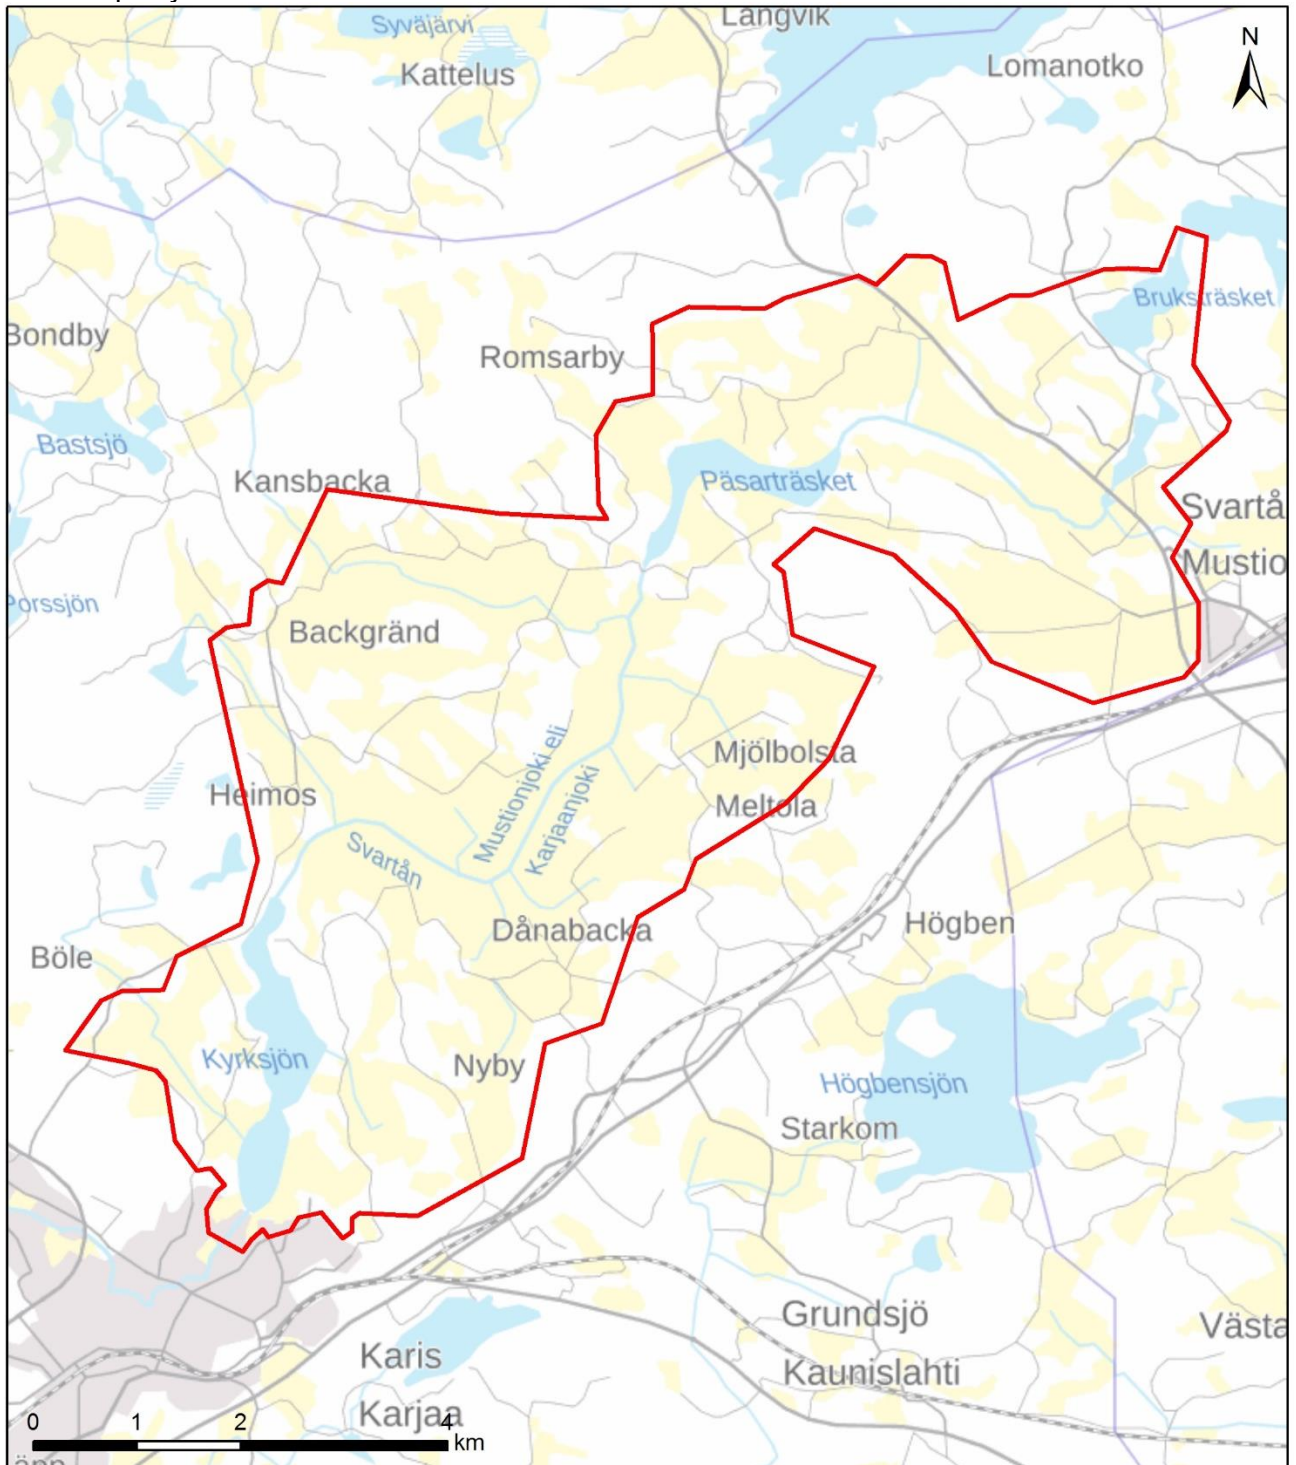 Syväjärvi
Långvik
Kattelus
Lomanotko
N
Bruksträsket
Bondby
Romsarby
Bastsjö
Kansbacka
Päsarträsket
Svartå
Mustio
Porssjön
Backgränd
Mustionjoki eli
Karjaanjoki
Mjölbolsta
Meltola
Heimos
Svartån
Dånabacka
Högben
Böle
Kyrksjön
Nyby
Högbensjön
Starkom
Grundsjö
Kaunislahti
Västa
Karis
Karjaa
0 1 2 4
km